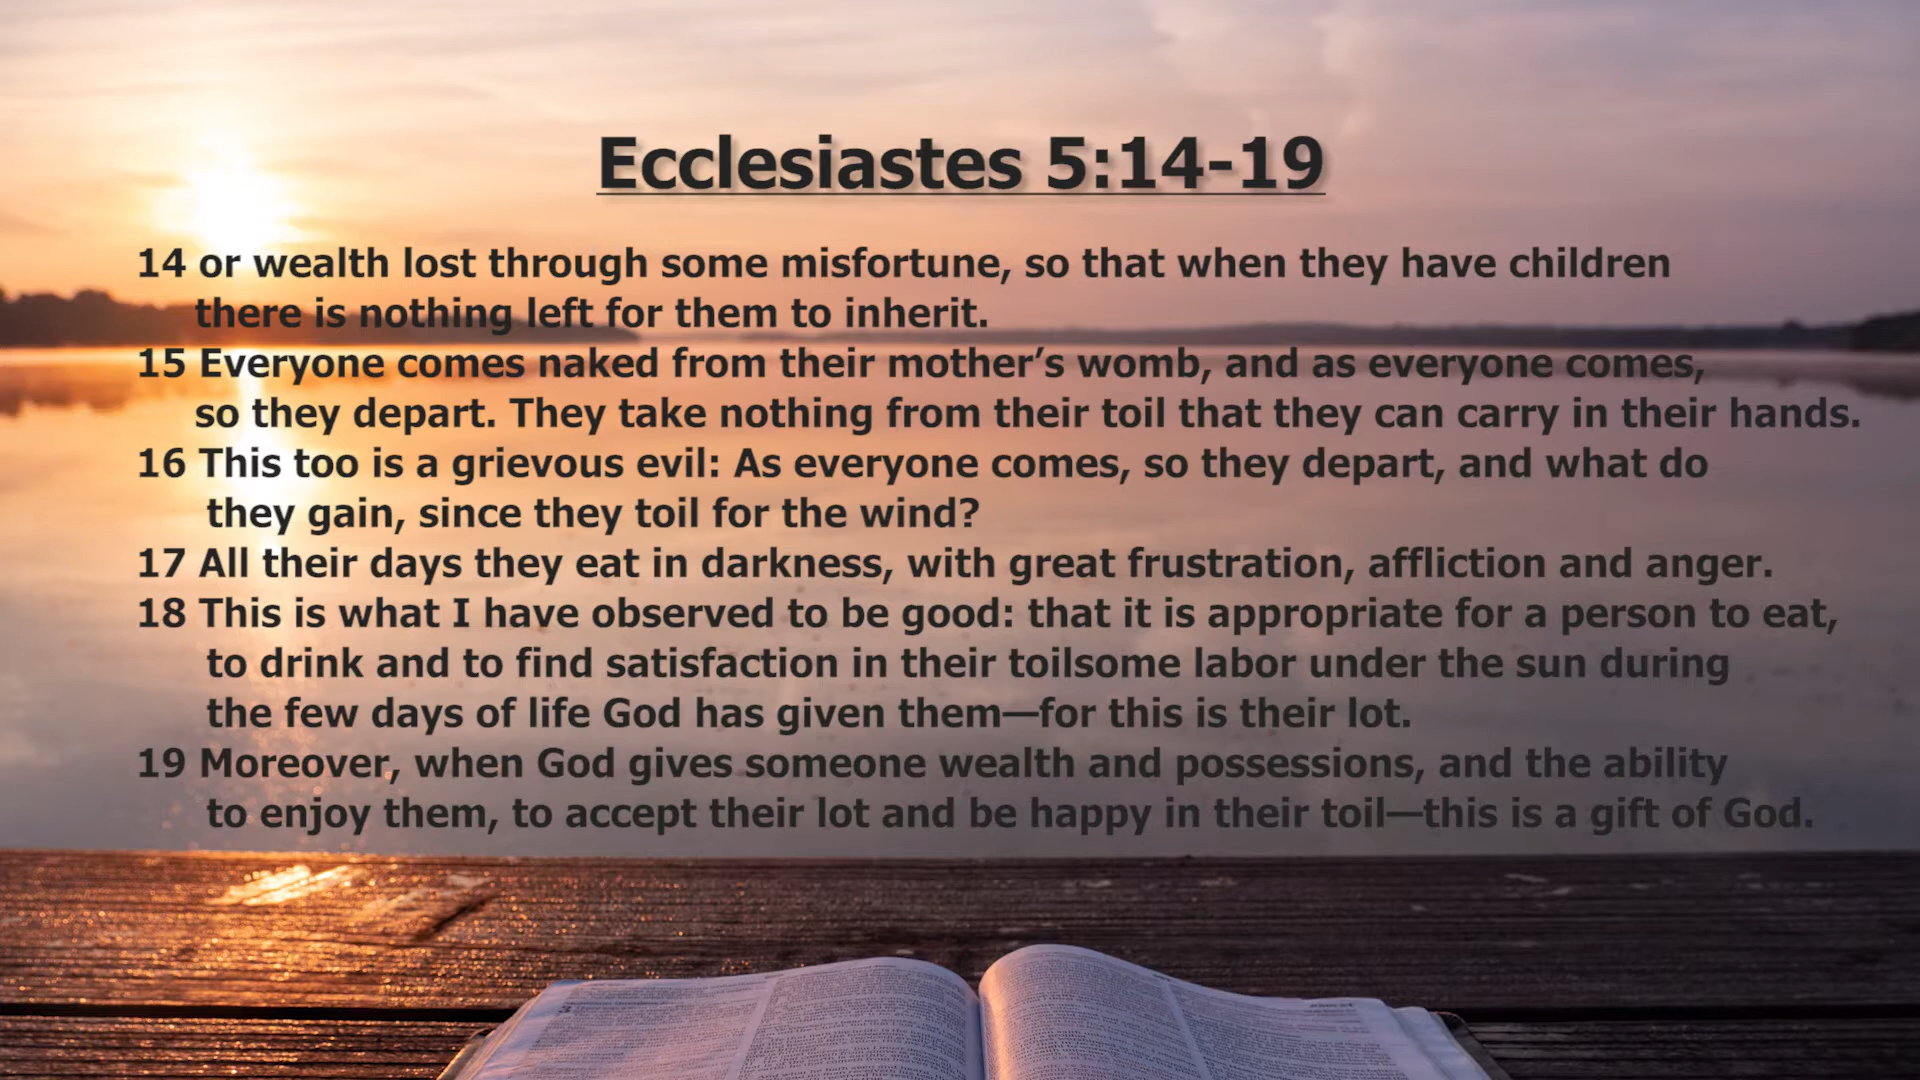 Ecclesiastes 5:14-19
14 or wealth lost through some misfortune, so that when they have children
there is nothing left for them to inherit.
15 Everyone comes naked from their mother’s womb, and as everyone comes,
so they depart. They take nothing from their toil that they can carry in their hands.
16 This too is a grievous evil: As everyone comes, so they depart, and what do
they gain, since they toil for the wind?
17 All their days they eat in darkness, with great frustration, affliction and anger.
18 This is what I have observed to be good: that it is appropriate for a person to eat,
to drink and to find satisfaction in their toilsome labor under the sun during
the few days of life God has given them—for this is their lot.
19 Moreover, when God gives someone wealth and possessions, and the ability
to enjoy them, to accept their lot and be happy in their toil—this is a gift of God.